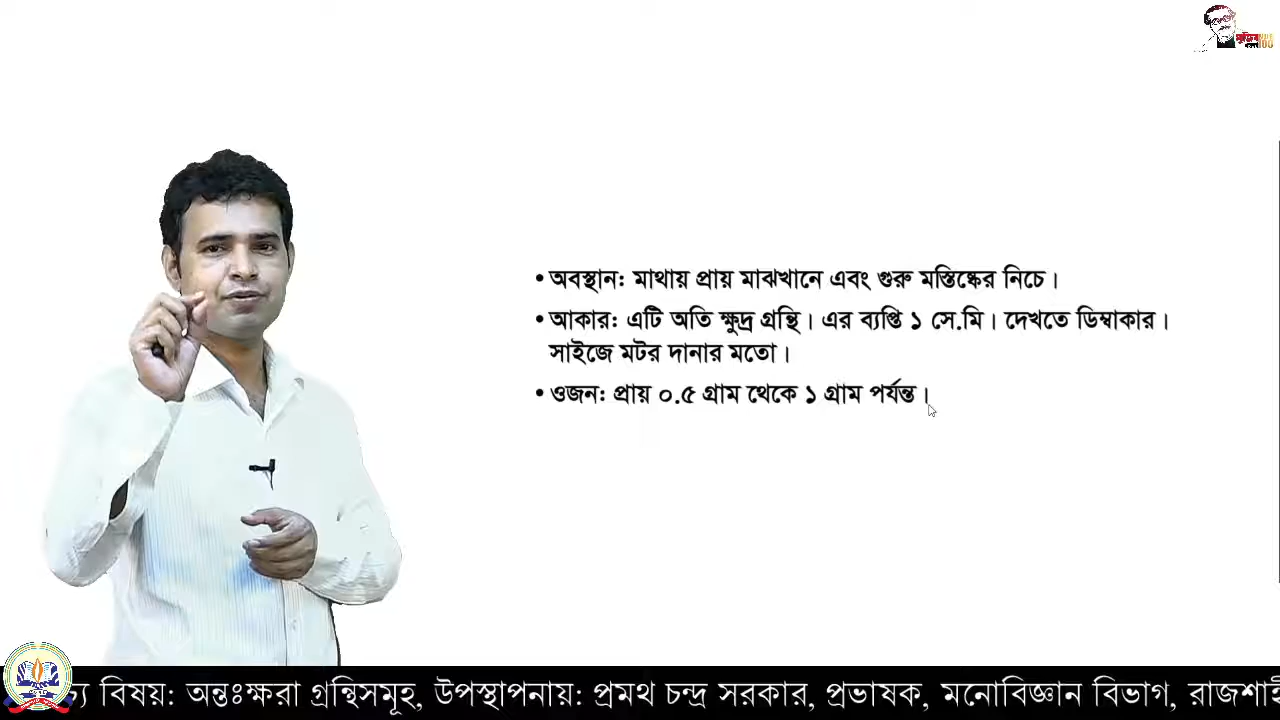 • অবস্থান: মাথায় প্রায় মাঝখানে এবং গুরু মস্তিষ্কের নিচে।
• আকার: এটি অতি ক্ষুদ্র গ্রন্থি। এর ব্যপ্তি ১ সে.মি। দেখতে ডিম্বাকার।
সাইজে মটর দানার মতো।
• ওজন: প্রায় ০.৫ গ্রাম থেকে ১ গ্রাম পর্যন্ত।
বিষয়: অন্তঃক্ষরা গ্রন্থিসমূহ, উপস্থাপনায়: প্রমথ চন্দ্র সরকার, প্রভাষক, মনোবিজ্ঞান বিভাগ, রাজশাহী